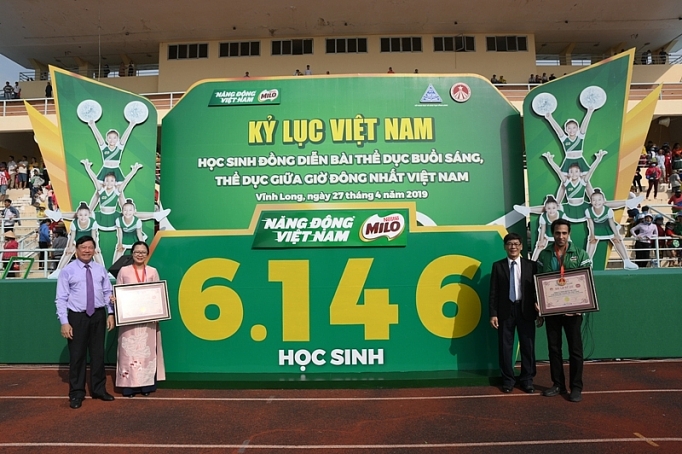 NĂNG ĐỘNG VIỆT NAM MILO
KỶ LỤC VIỆT NAM
HỌC SINH ĐỒNG DIỄN BÀI THỂ DỤC BUỔI SÁNG,
THỂ DỤC GIỮA GIỜ ĐÔNG NHẤT VIỆT NAM
Vĩnh Long, ngày 27 tháng 4 năm 2019
NĂNG ĐỘNG
VIỆT NAM
Nestlé
MILO
6.146
HỌC SINH